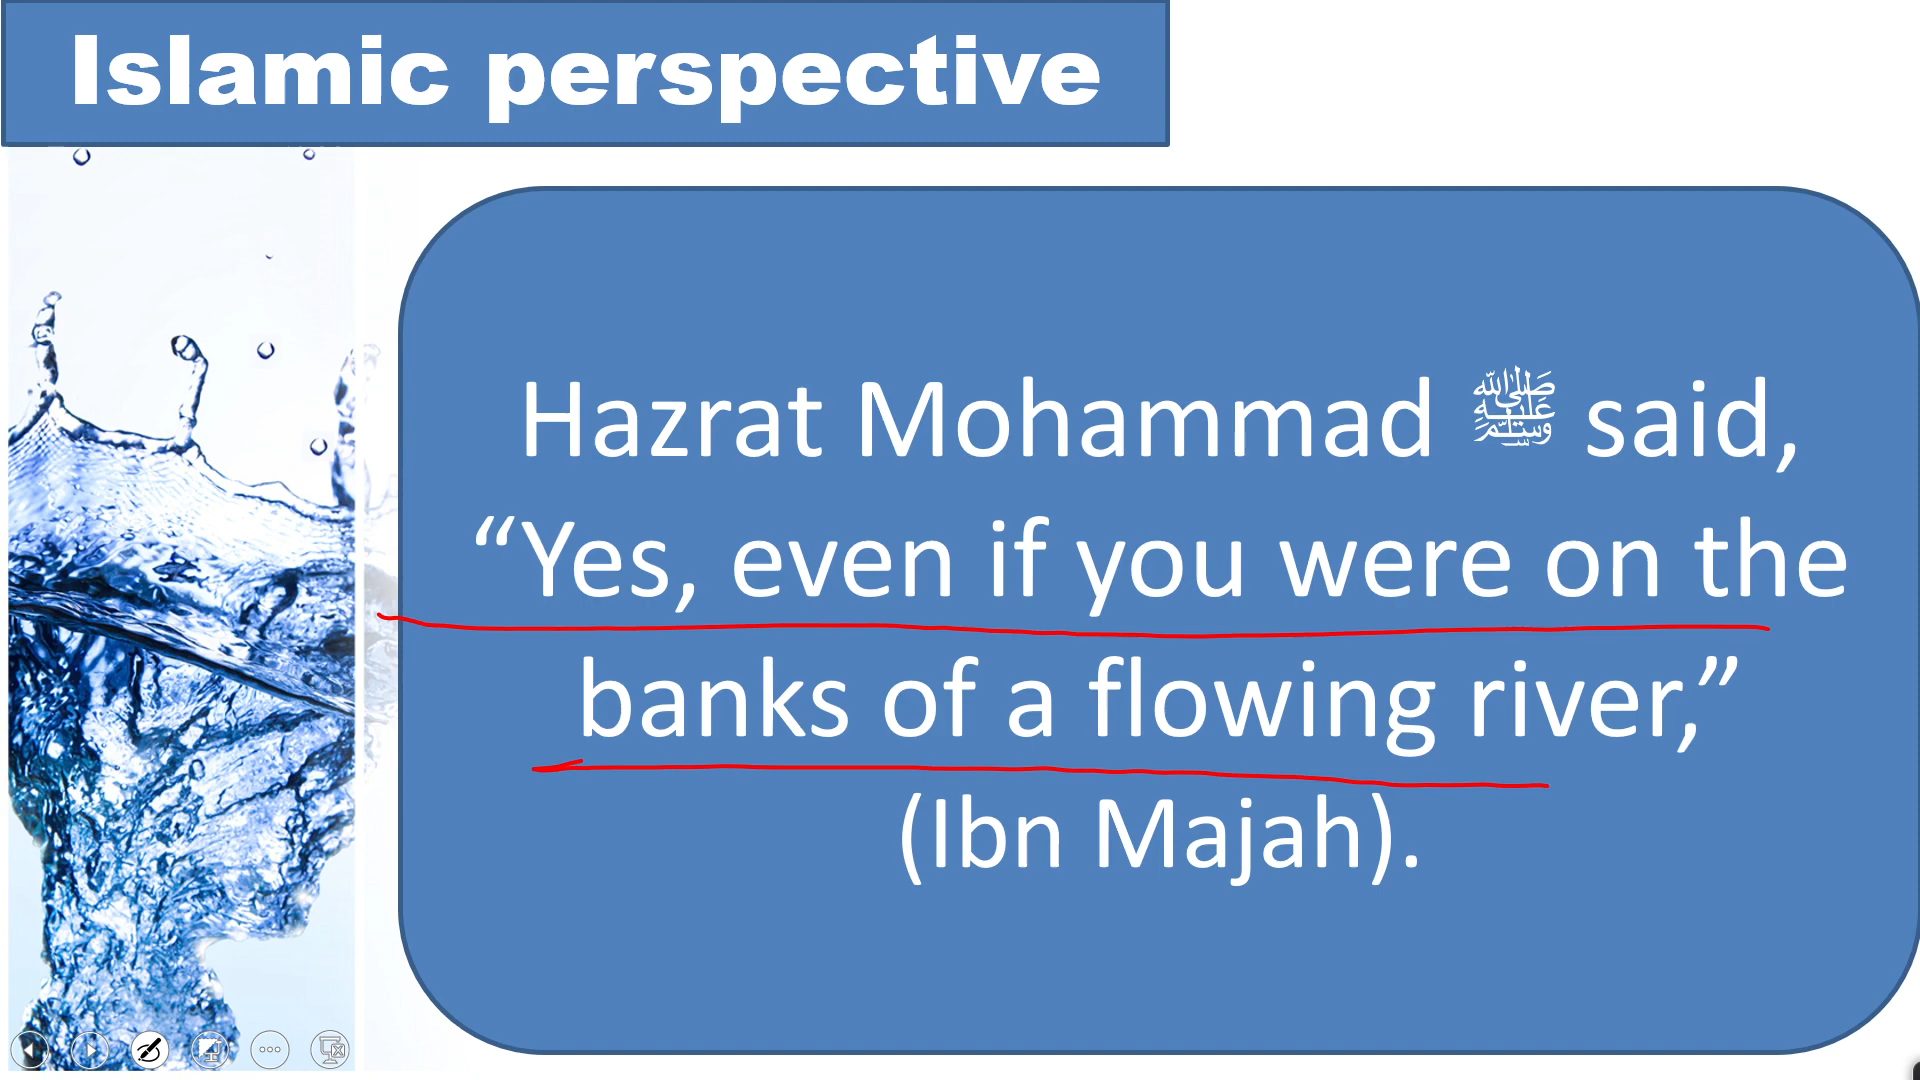 Islamic perspective
Hazrat Mohammad ﷺ said,
“Yes, even if you were on the
banks of a flowing river,”
(Ibn Majah).